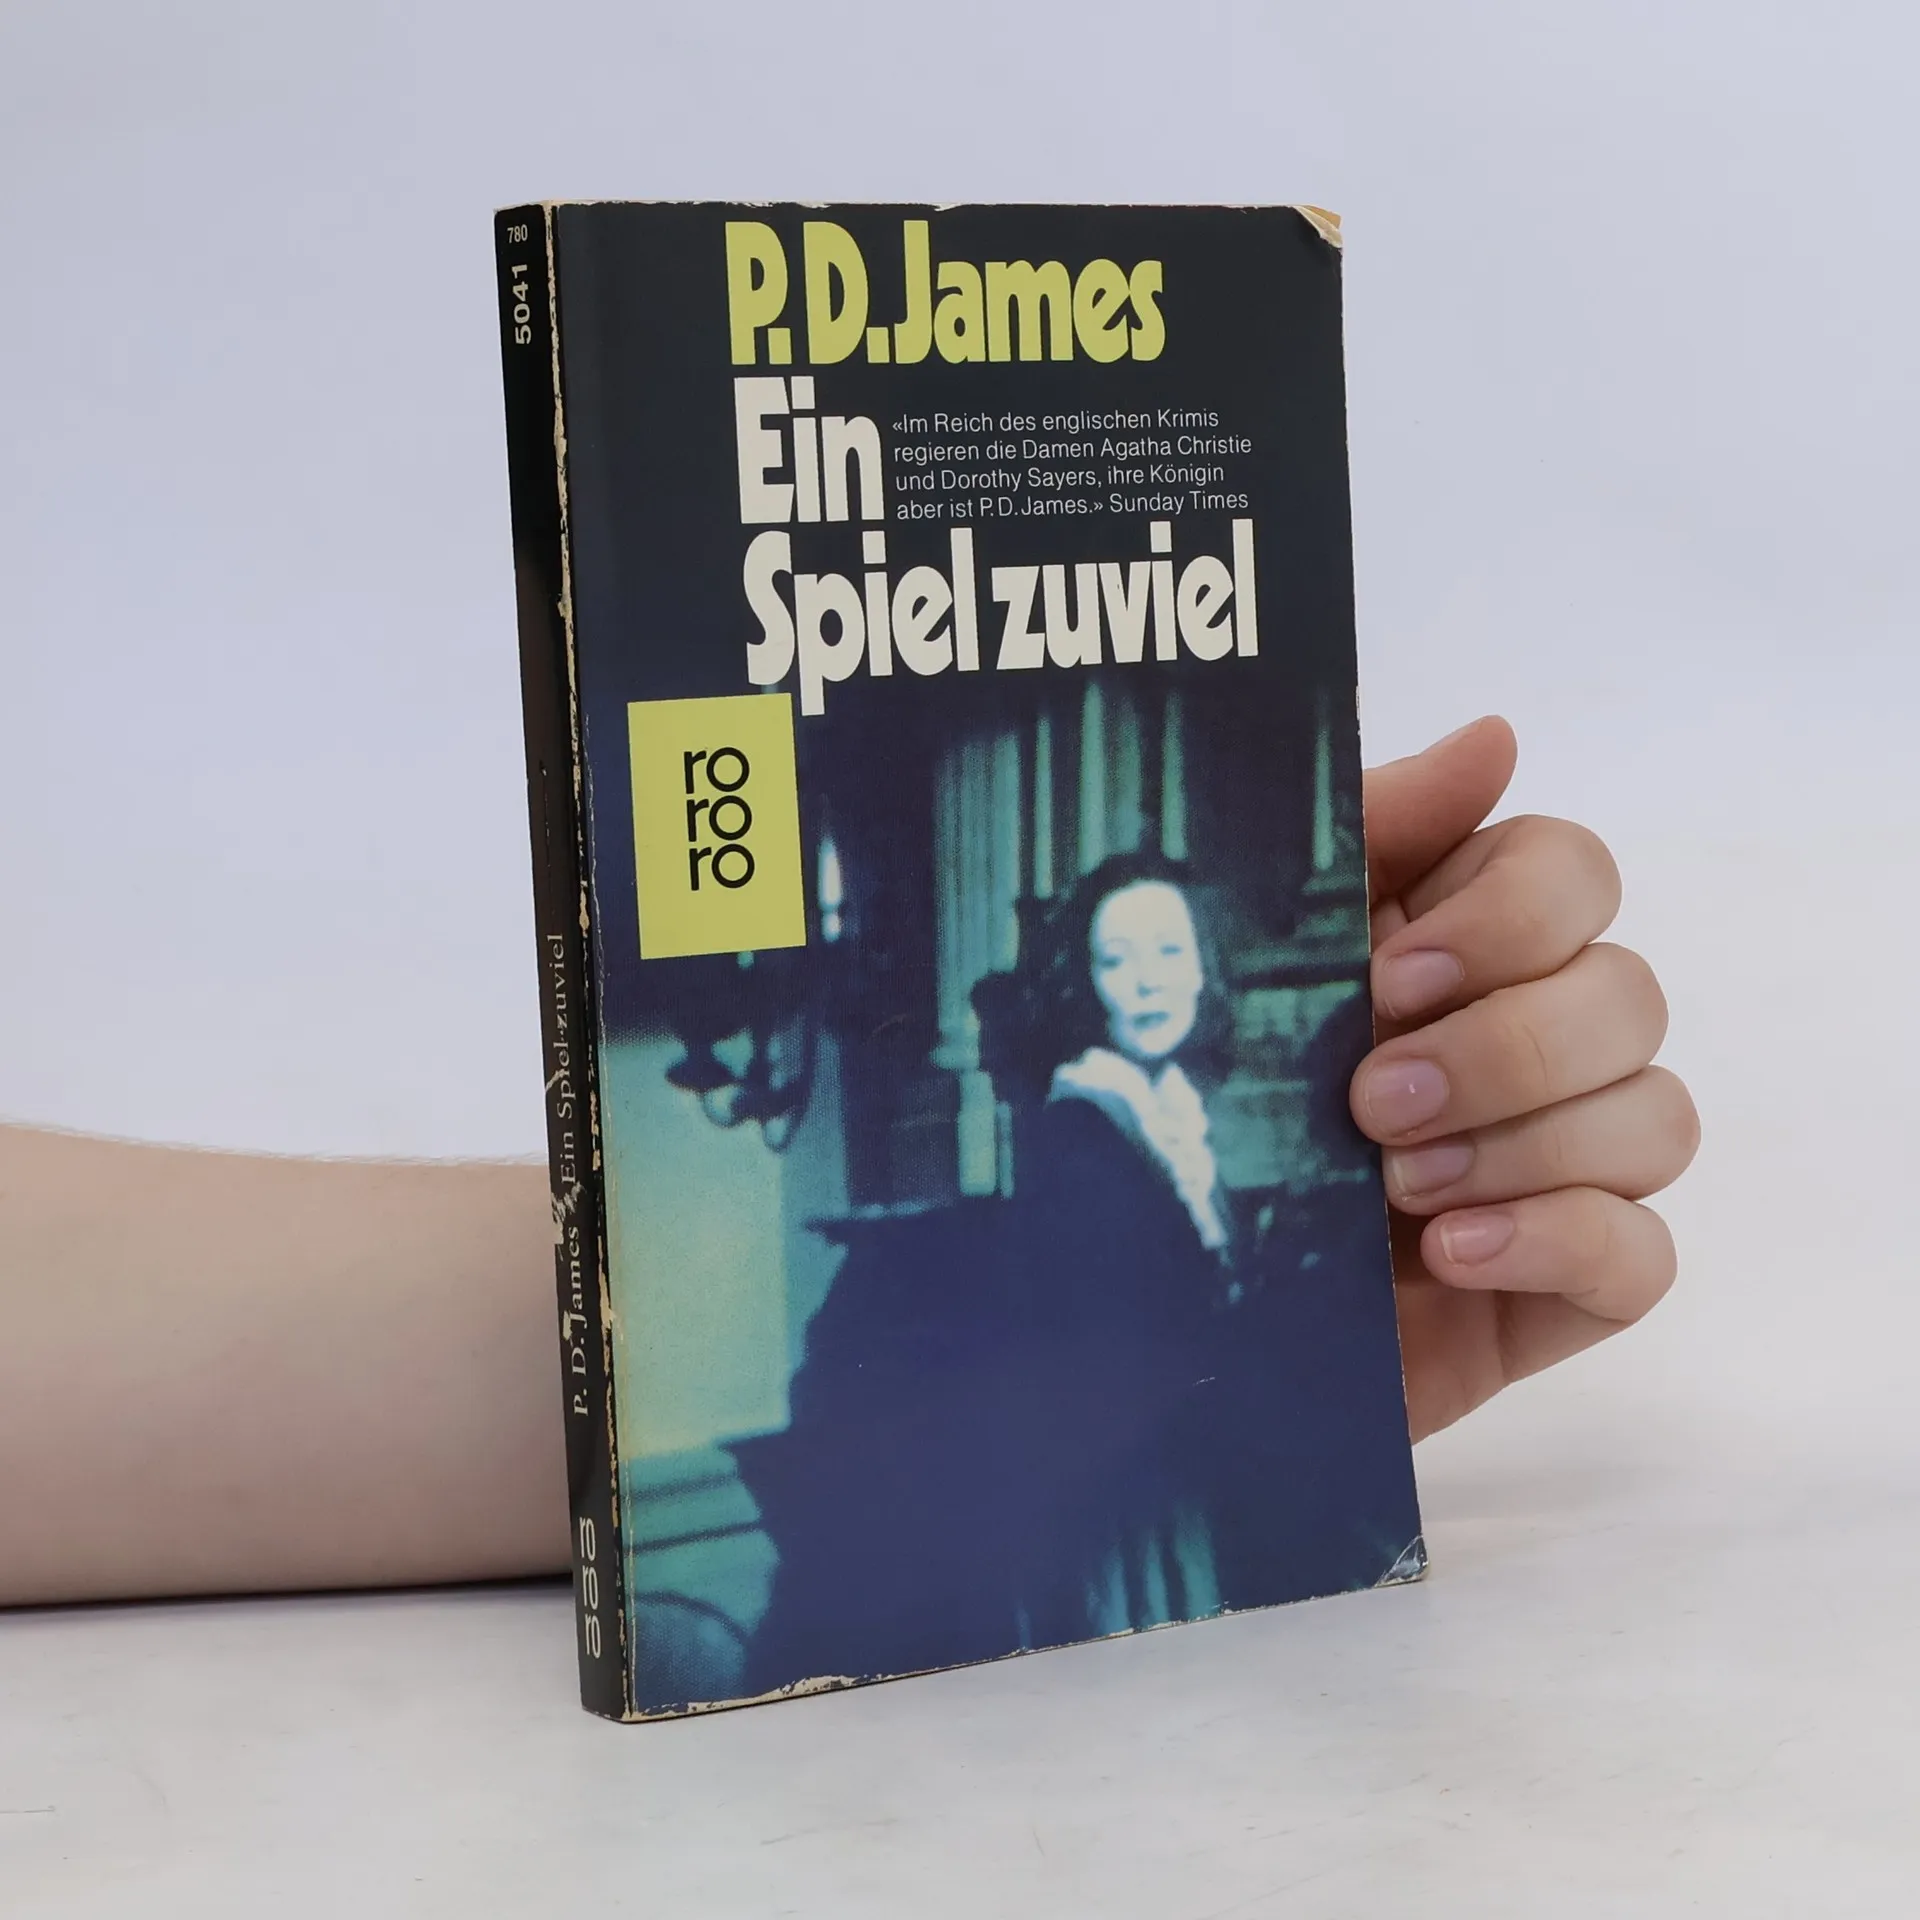 P.D.James
Ein
«Im Reich des englischen Krimis
regieren die Damen Agatha Christie
und Dorothy Sayers, ihre Königin
aber ist P.D.James.» Sunday Times
Spiel zuviel
ro
ro
ro
780
5041
P. D. James Ein Spiel zuviel
ro
ro
ro